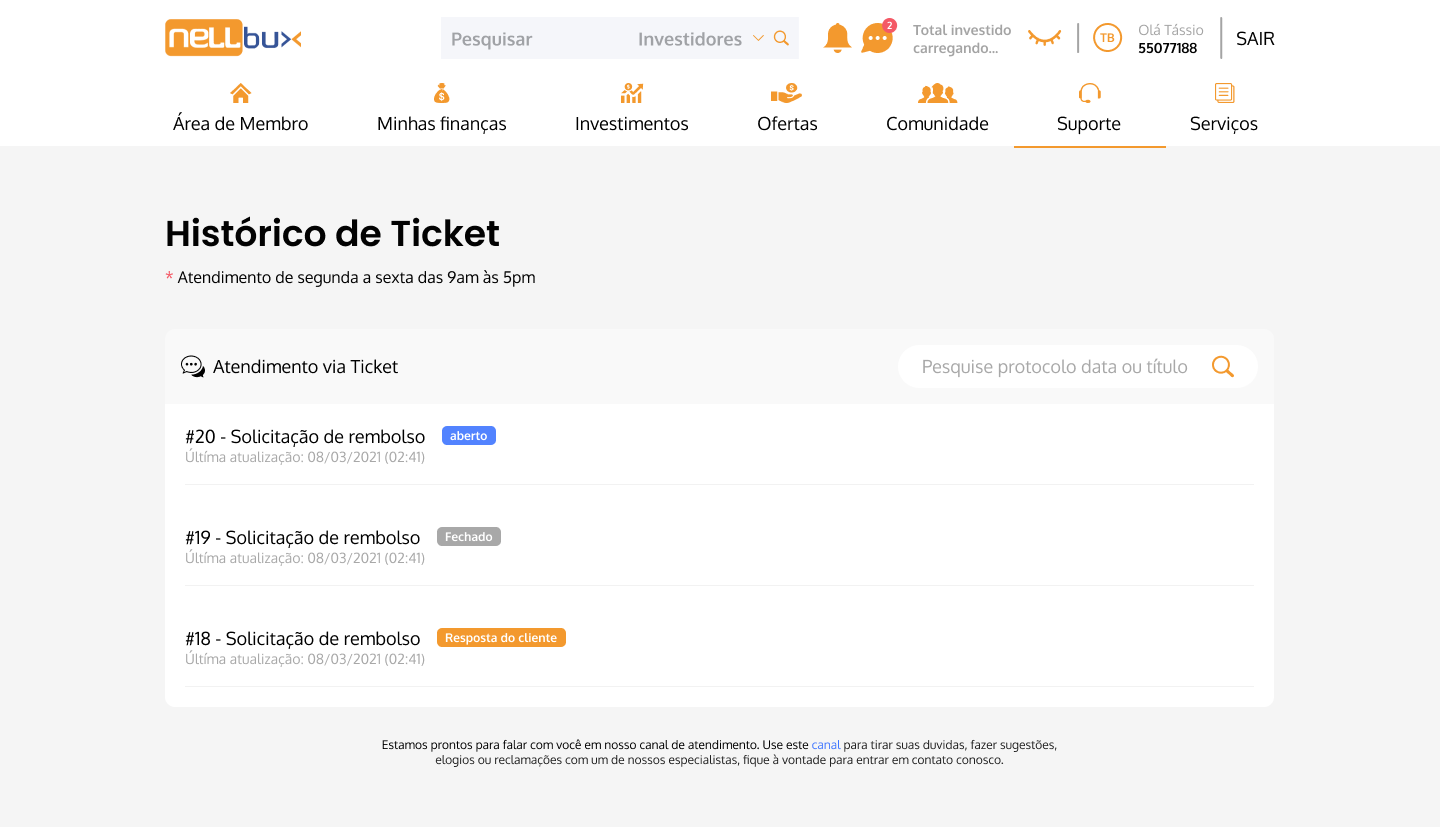 nellbux
Pesquisar
Investidores
2
Total investido
carregando...
TB
Olá Tássio
55077188
SAIR
Área de Membro
Minhas finanças
Investimentos
Ofertas
Comunidade
Suporte
Serviços
Histórico de Ticket
* Atendimento de segunda a sexta das 9am às 5pm
Atendimento via Ticket
Pesquise protocolo data ou título
#20 - Solicitação de rembolso aberto
Últíma atualização: 08/03/2021 (02:41)
#19 - Solicitação de rembolso Fechado
Últíma atualização: 08/03/2021 (02:41)
#18 - Solicitação de rembolso Resposta do cliente
Últíma atualização: 08/03/2021 (02:41)
Estamos prontos para falar com você em nosso canal de atendimento. Use este canal para tirar suas duvidas, fazer sugestões,
elogios ou reclamações com um de nossos especialistas, fique à vontade para entrar em contato conosco.